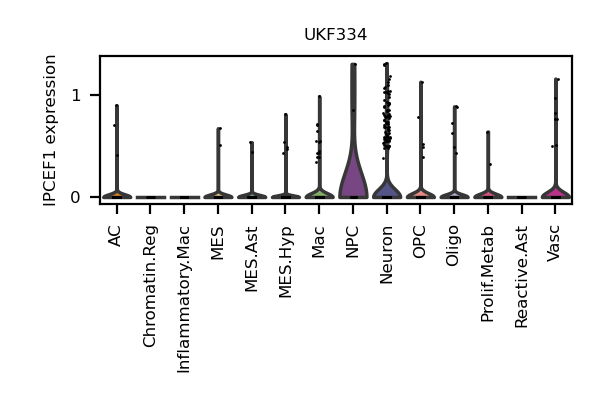 UKF334
IPCEF1 expression
1
0
AC
Chromatin.Reg
Inflammatory.Mac
MES
MES.Ast
MES.Hyp
Mac
NPC
Neuron
OPC
Oligo
Prolif.Metab
Reactive.Ast
Vasc